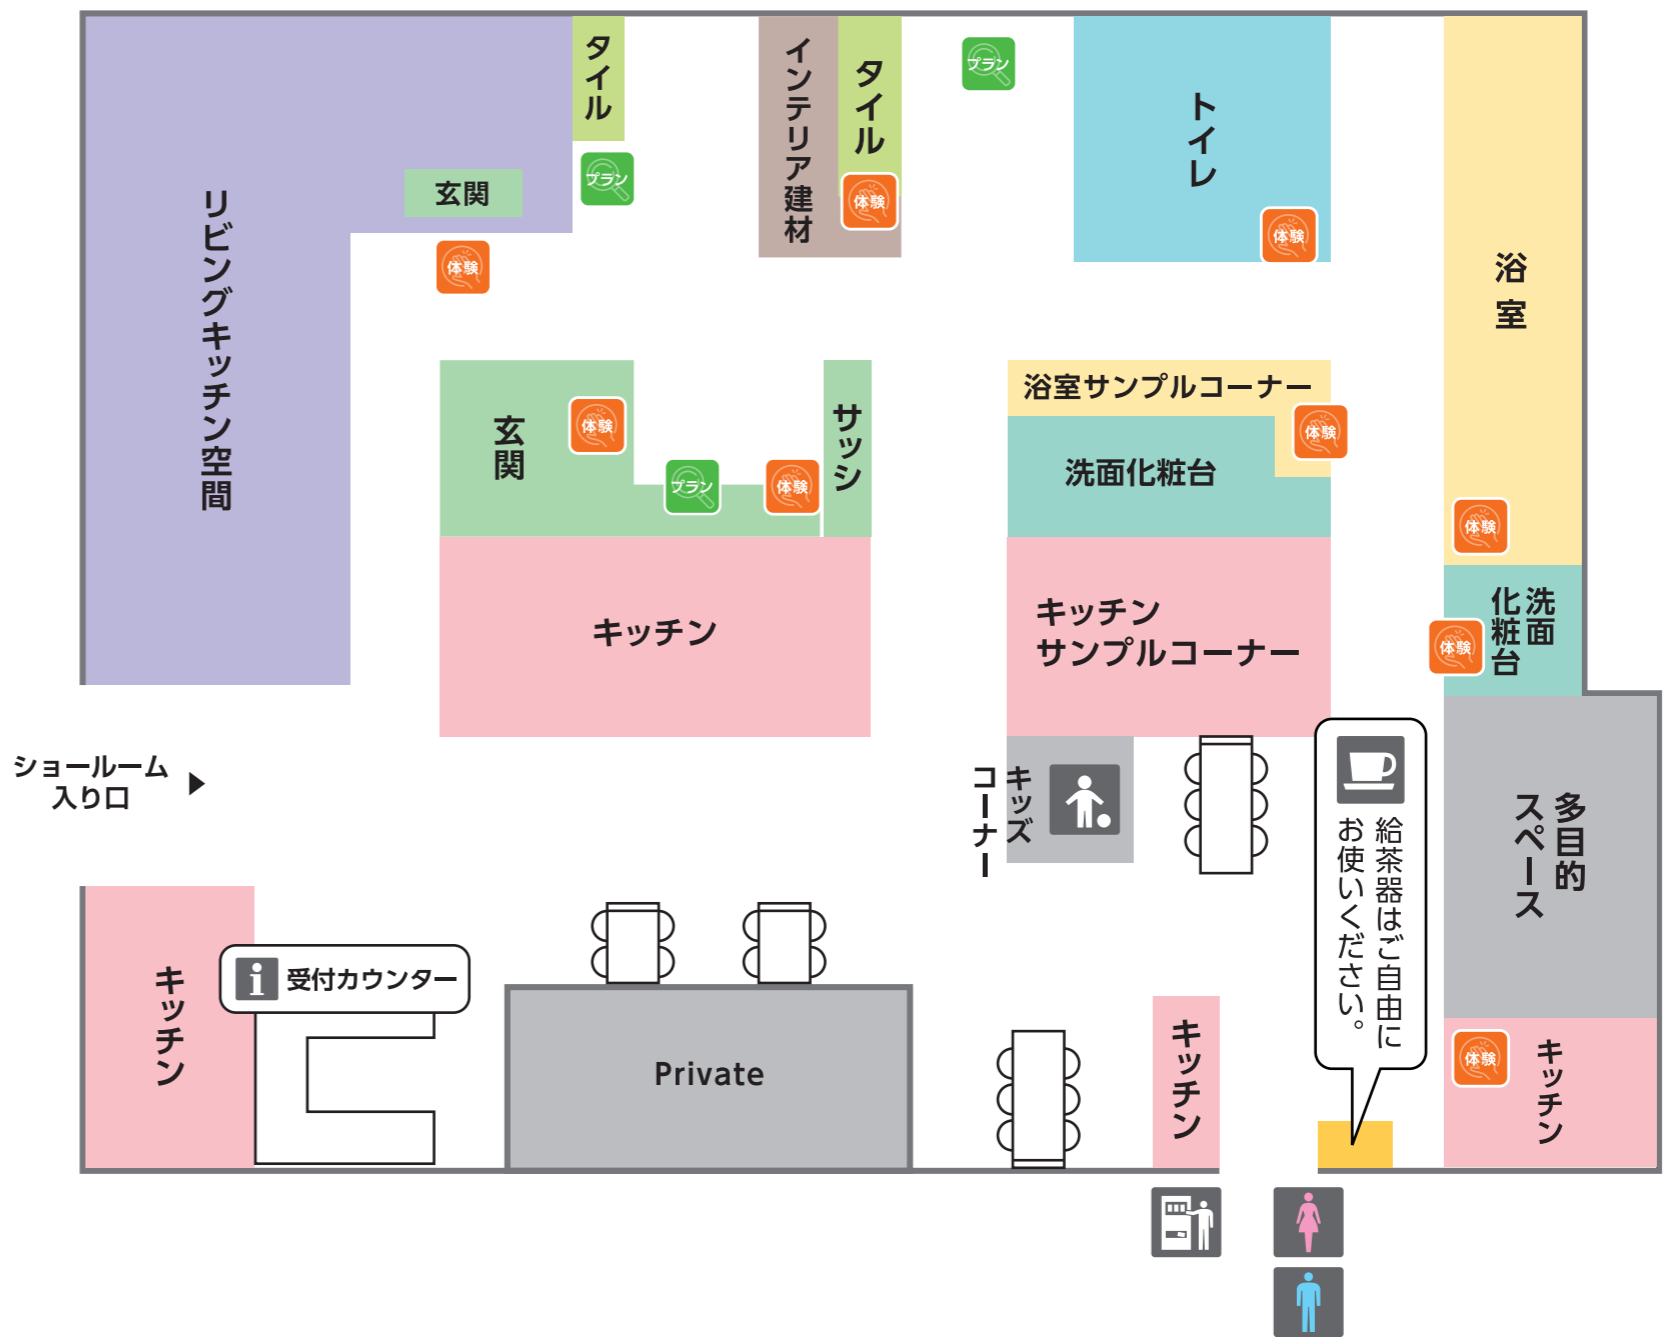 タイル
インテリア建材
タイル
プラン
トイレ
リビングキッチン空間
玄関
プラン
体験
体験
体験
浴室
玄関
体験
プラン
体験
サッシ
浴室サンプルコーナー
体験
洗面化粧台
体験
キッチン
キッチン
サンプルコーナー
洗面
化粧台
体験
ショールーム
入り口
キッズ
コーナー
給茶器はご自由に
お使いください。
多目的
スペース
キッチン
i
受付カウンター
Private
キッチン
体験
キッチン